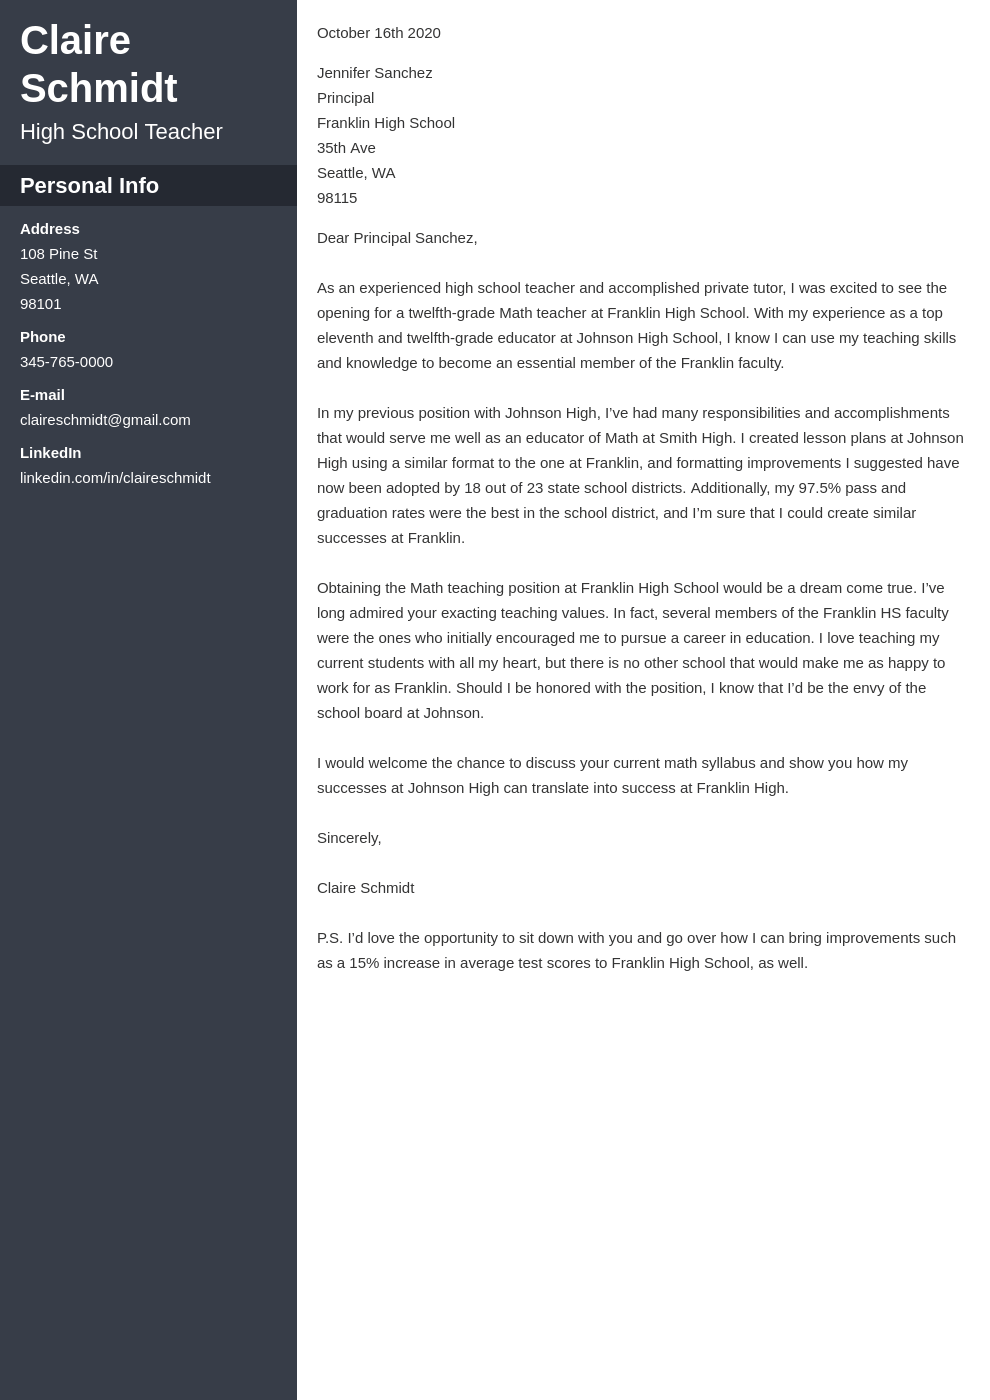 Claire
Schmidt
High School Teacher
Personal Info
Address
108 Pine St
Seattle, WA
98101
Phone
345-765-0000
E-mail
claireschmidt@gmail.com
LinkedIn
linkedin.com/in/claireschmidt
October 16th 2020
Jennifer Sanchez
Principal
Franklin High School
35th Ave
Seattle, WA
98115
Dear Principal Sanchez,
As an experienced high school teacher and accomplished private tutor, I was excited to see the
opening for a twelfth-grade Math teacher at Franklin High School. With my experience as a top
eleventh and twelfth-grade educator at Johnson High School, I know I can use my teaching skills
and knowledge to become an essential member of the Franklin faculty.
In my previous position with Johnson High, I’ve had many responsibilities and accomplishments
that would serve me well as an educator of Math at Smith High. I created lesson plans at Johnson
High using a similar format to the one at Franklin, and formatting improvements I suggested have
now been adopted by 18 out of 23 state school districts. Additionally, my 97.5% pass and
graduation rates were the best in the school district, and I’m sure that I could create similar
successes at Franklin.
Obtaining the Math teaching position at Franklin High School would be a dream come true. I’ve
long admired your exacting teaching values. In fact, several members of the Franklin HS faculty
were the ones who initially encouraged me to pursue a career in education. I love teaching my
current students with all my heart, but there is no other school that would make me as happy to
work for as Franklin. Should I be honored with the position, I know that I’d be the envy of the
school board at Johnson.
I would welcome the chance to discuss your current math syllabus and show you how my
successes at Johnson High can translate into success at Franklin High.
Sincerely,
Claire Schmidt
P.S. I’d love the opportunity to sit down with you and go over how I can bring improvements such
as a 15% increase in average test scores to Franklin High School, as well.